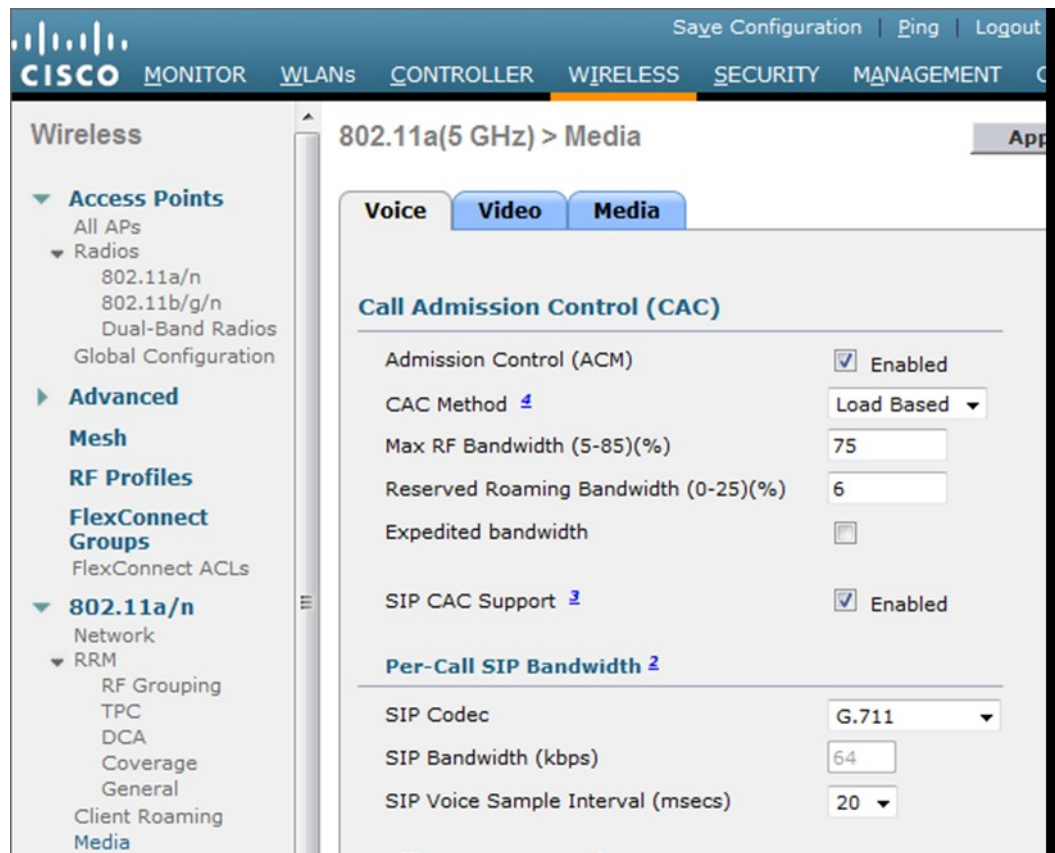 Save Configuration | Ping | Logout
CISCO MONITOR WLANs CONTROLLER WIRELESS SECURITY MANAGEMENT C
Wireless
Access Points
All APs
Radios
802.11a/n
802.11b/g/n
Dual-Band Radios
Global Configuration
Advanced
Mesh
RF Profiles
FlexConnect
Groups
FlexConnect ACLs
802.11a/n
Network
RRM
RF Grouping
TPC
DCA
Coverage
General
Client Roaming
Media
802.11a(5 GHz) > Media
App
Voice Video Media
Call Admission Control (CAC)
Admission Control (ACM) Enabled
CAC Method 4 Load Based
Max RF Bandwidth (5-85)(%) 75
Reserved Roaming Bandwidth (0-25)(%) 6
Expedited bandwidth
SIP CAC Support 3 Enabled
Per-Call SIP Bandwidth 2
SIP Codec G.711
SIP Bandwidth (kbps) 64
SIP Voice Sample Interval (msecs) 20